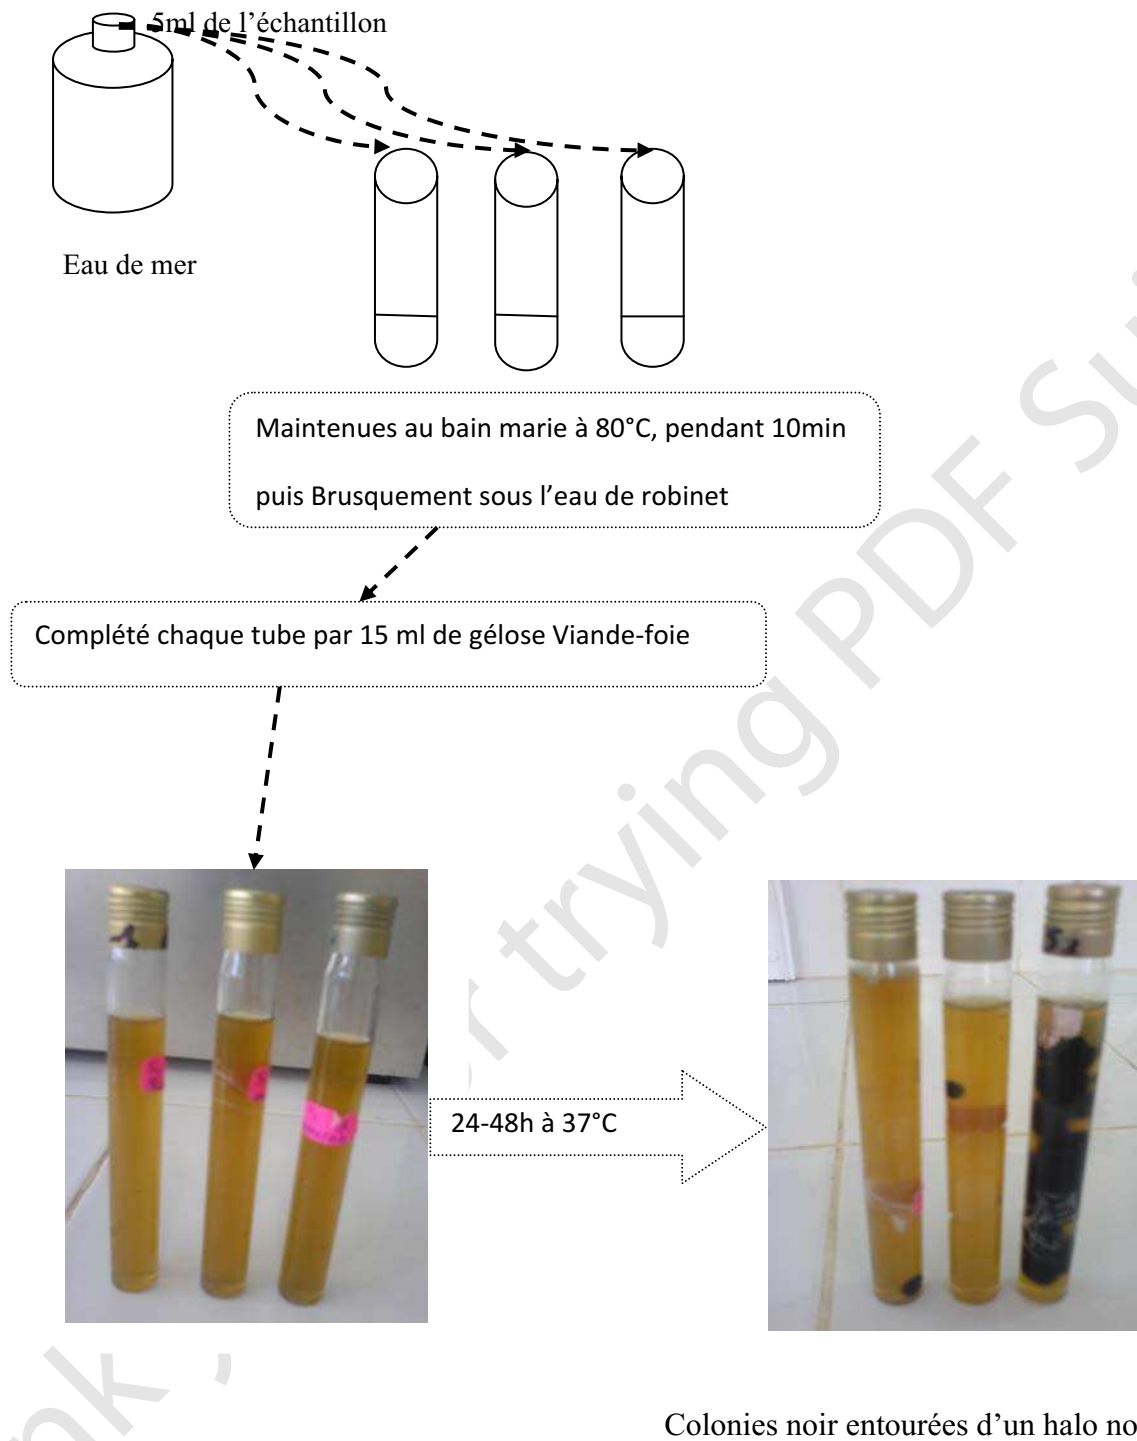 5ml de l’échantillon
Eau de mer
Maintenues au bain marie à 80°C, pendant 10min
puis Brusquement sous l’eau de robinet
Complété chaque tube par 15 ml de gélose Viande-foie
24-48h à 37°C
Colonies noir entourées d’un halo no
trying PDF